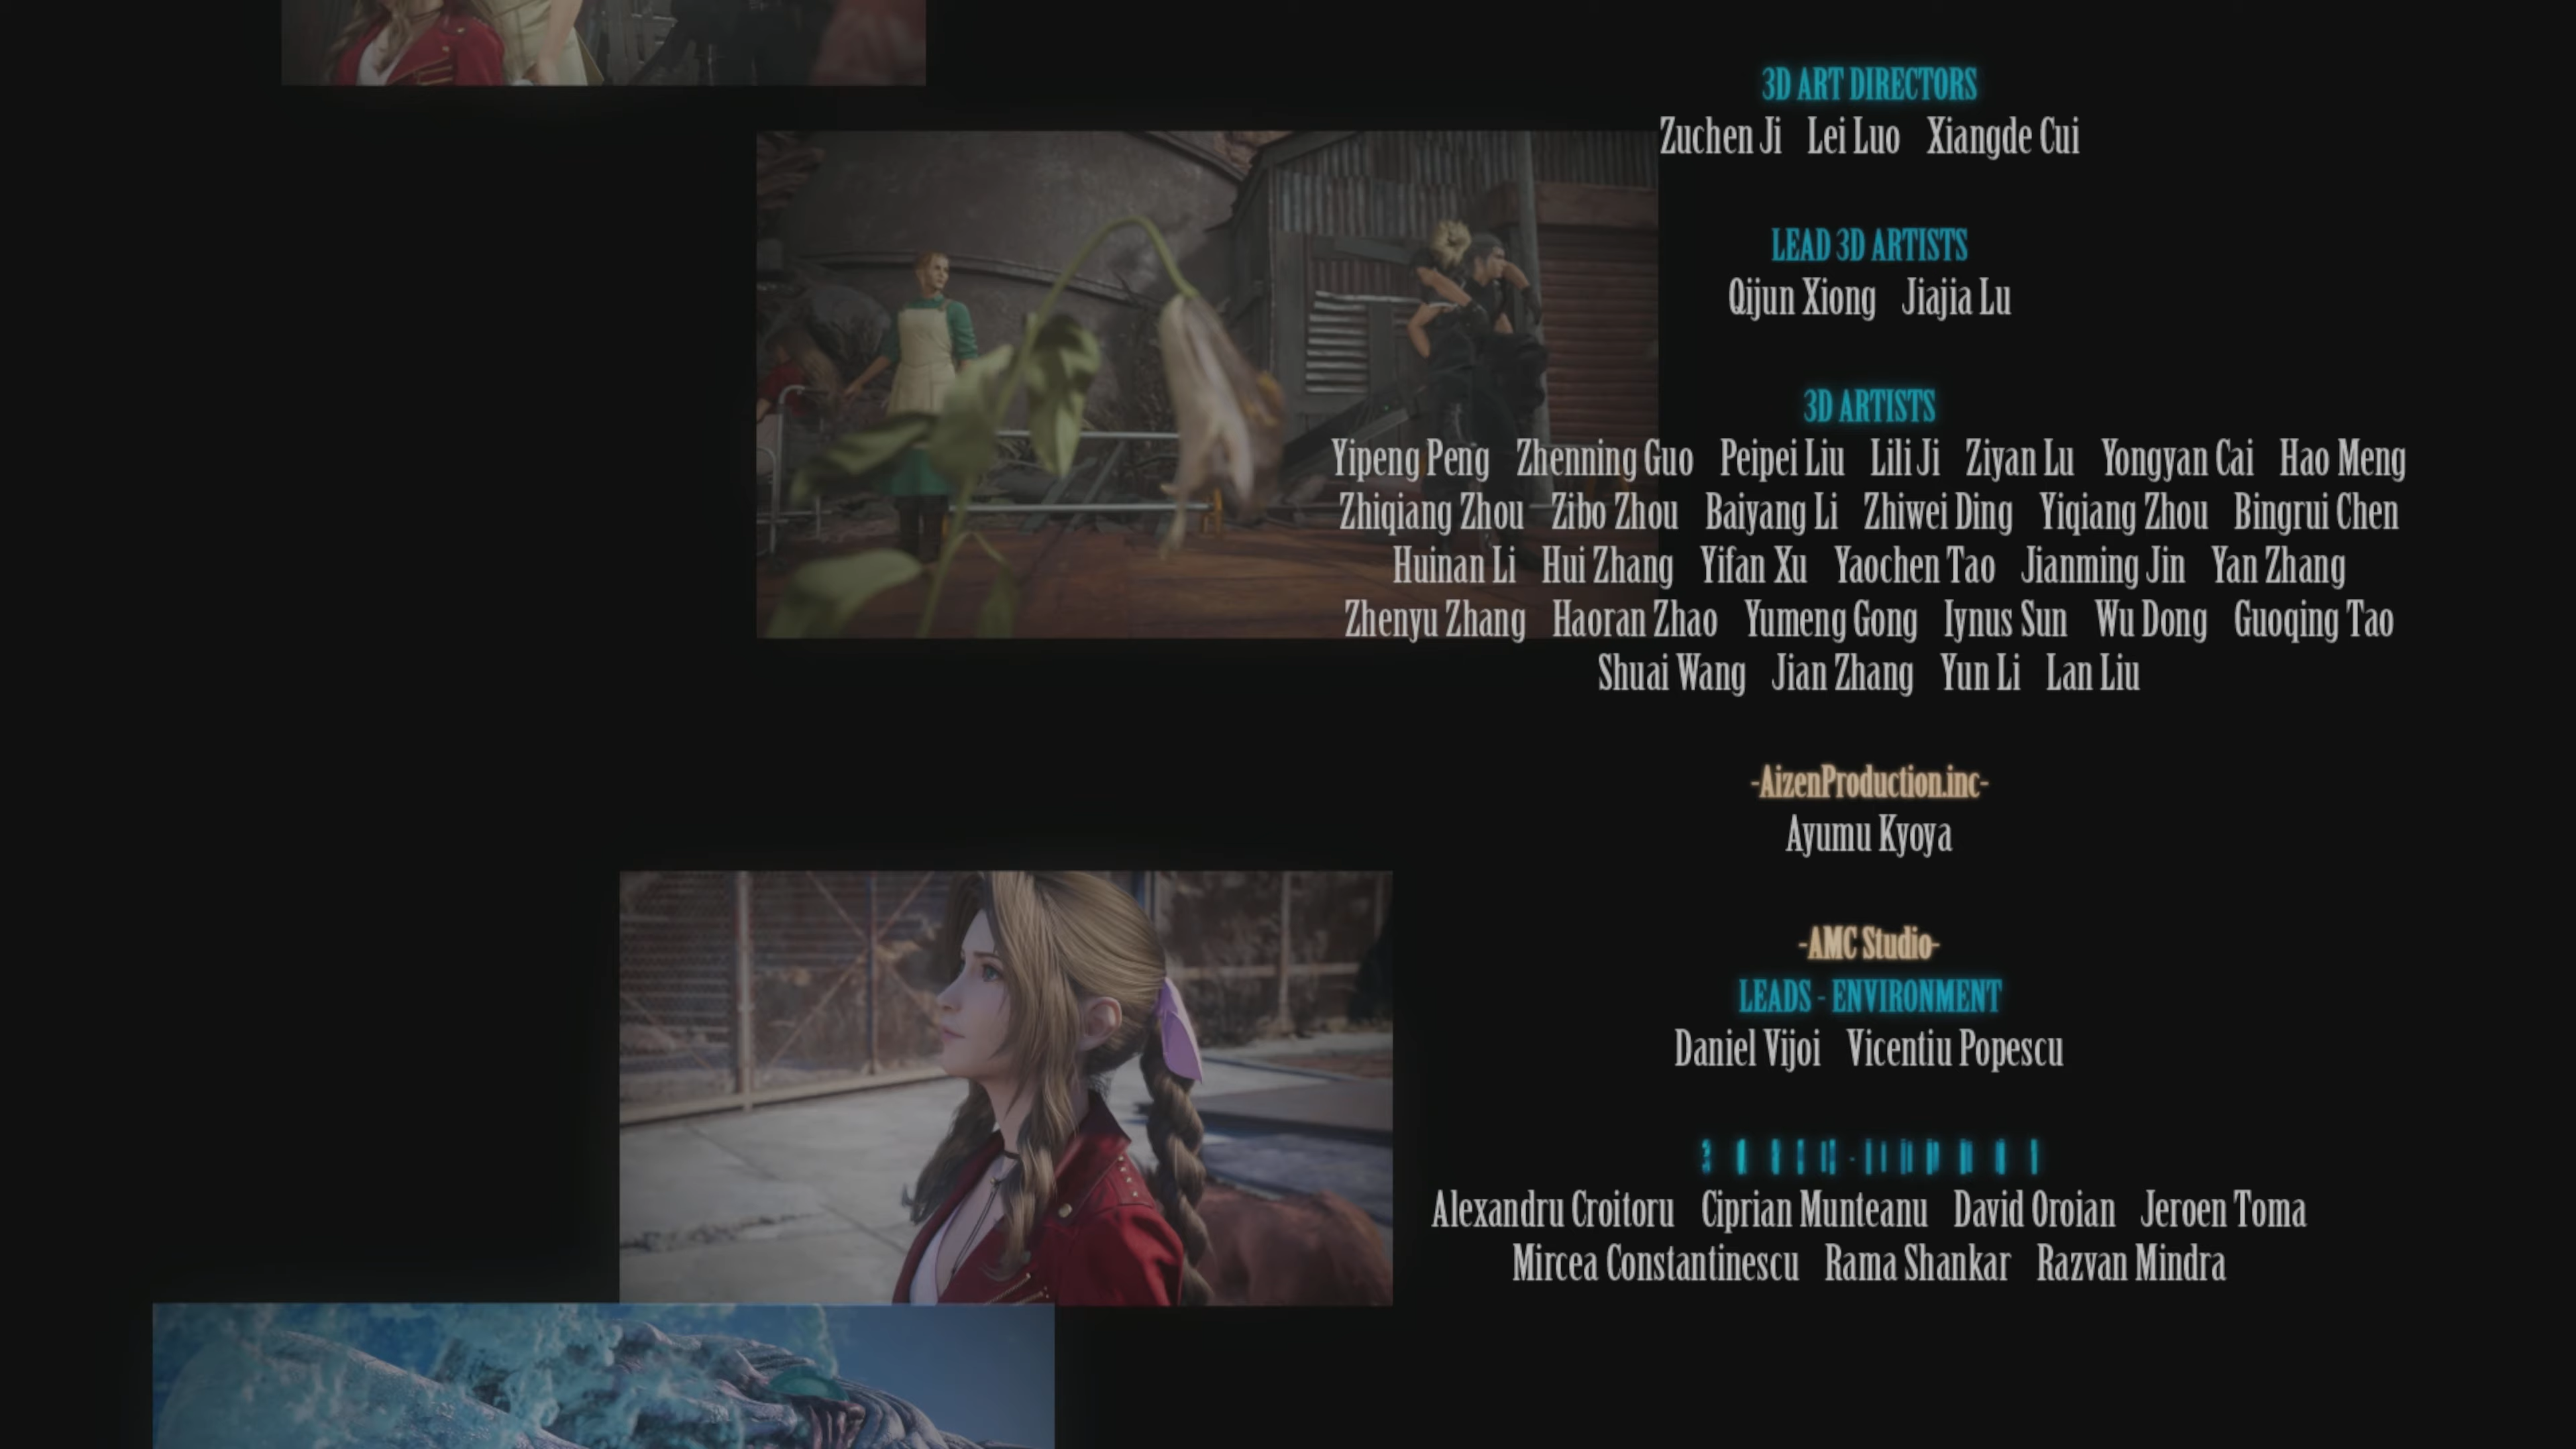 3D ART DIRECTORS
Zuchen Ji Lei Luo Xiangde Cui
LEAD 3D ARTISTS
Qijun Xiong Jiajia Lu
3D ARTISTS
Yipeng Peng Zhenning Guo Peipei Liu Lili Ji Ziyan Lu Yongyan Cai Hao Meng
Zhiqiang Zhou Zibo Zhou Baiyang Li Zhiwei Ding Yiqiang Zhou Bingrui Chen
Huinan Li Hui Zhang Yifan Xu Yaochen Tao Jianming Jin Yan Zhang
Zhenyu Zhang Haoran Zhao Yumeng Gong Iynus Sun Wu Dong Guoqing Tao
Shuai Wang Jian Zhang Yun Li Lan Liu
-AizenProduction.inc-
Ayumu Kyoya
-AMC Studio-
LEADS - ENVIRONMENT
Daniel Vijoi Vicentiu Popescu
Alexandru Croitoru Ciprian Munteanu David Oroian Jeroen Toma
Mircea Constantinescu Rama Shankar Razvan Mindra